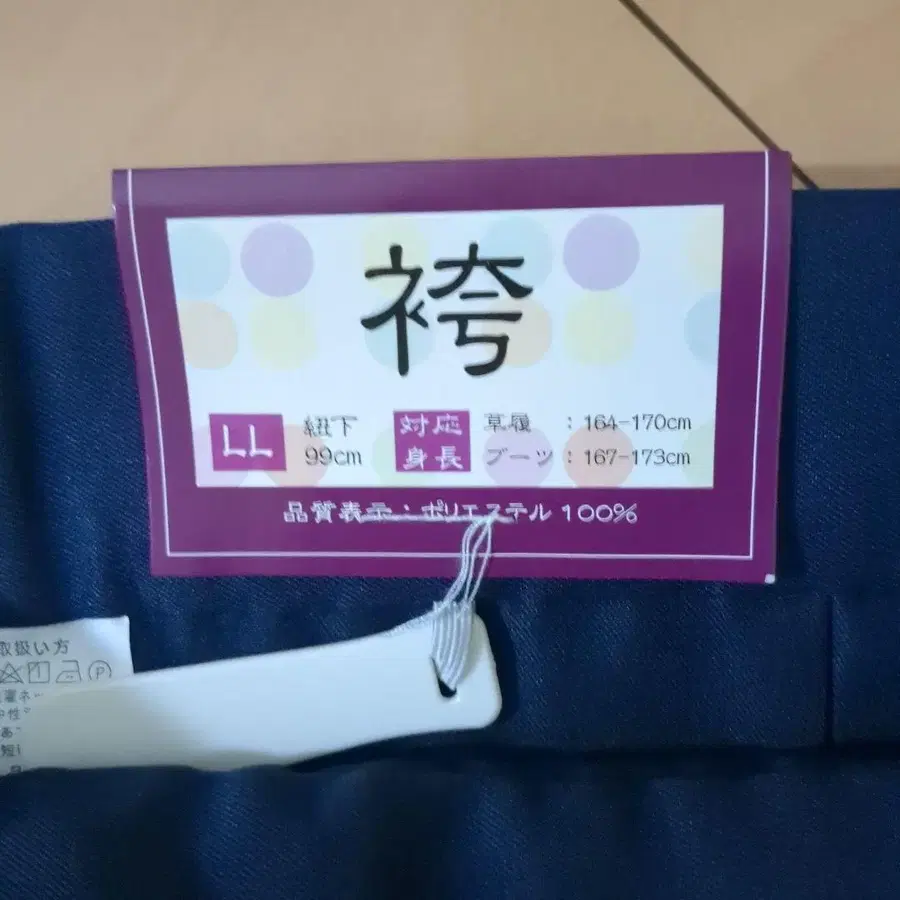 袴
LL 紐下 99cm
対応身長 草履 : 164-170cm
ブーツ : 167-173cm
品質表示:ポリエステル 100%
取扱い方
P